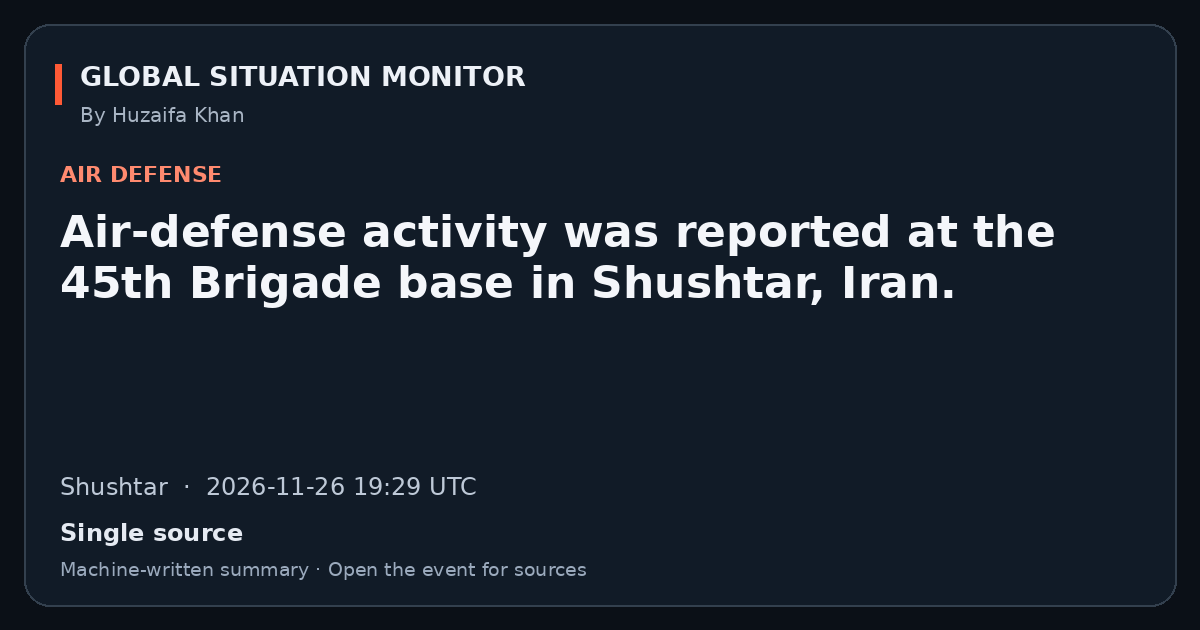 GLOBAL SITUATION MONITOR
By Huzaifa Khan
AIR DEFENSE
Air-defense activity was reported at the
45th Brigade base in Shushtar, Iran.
Shushtar · 2026-11-26 19:29 UTC
Single source
Machine-written summary · Open the event for sources